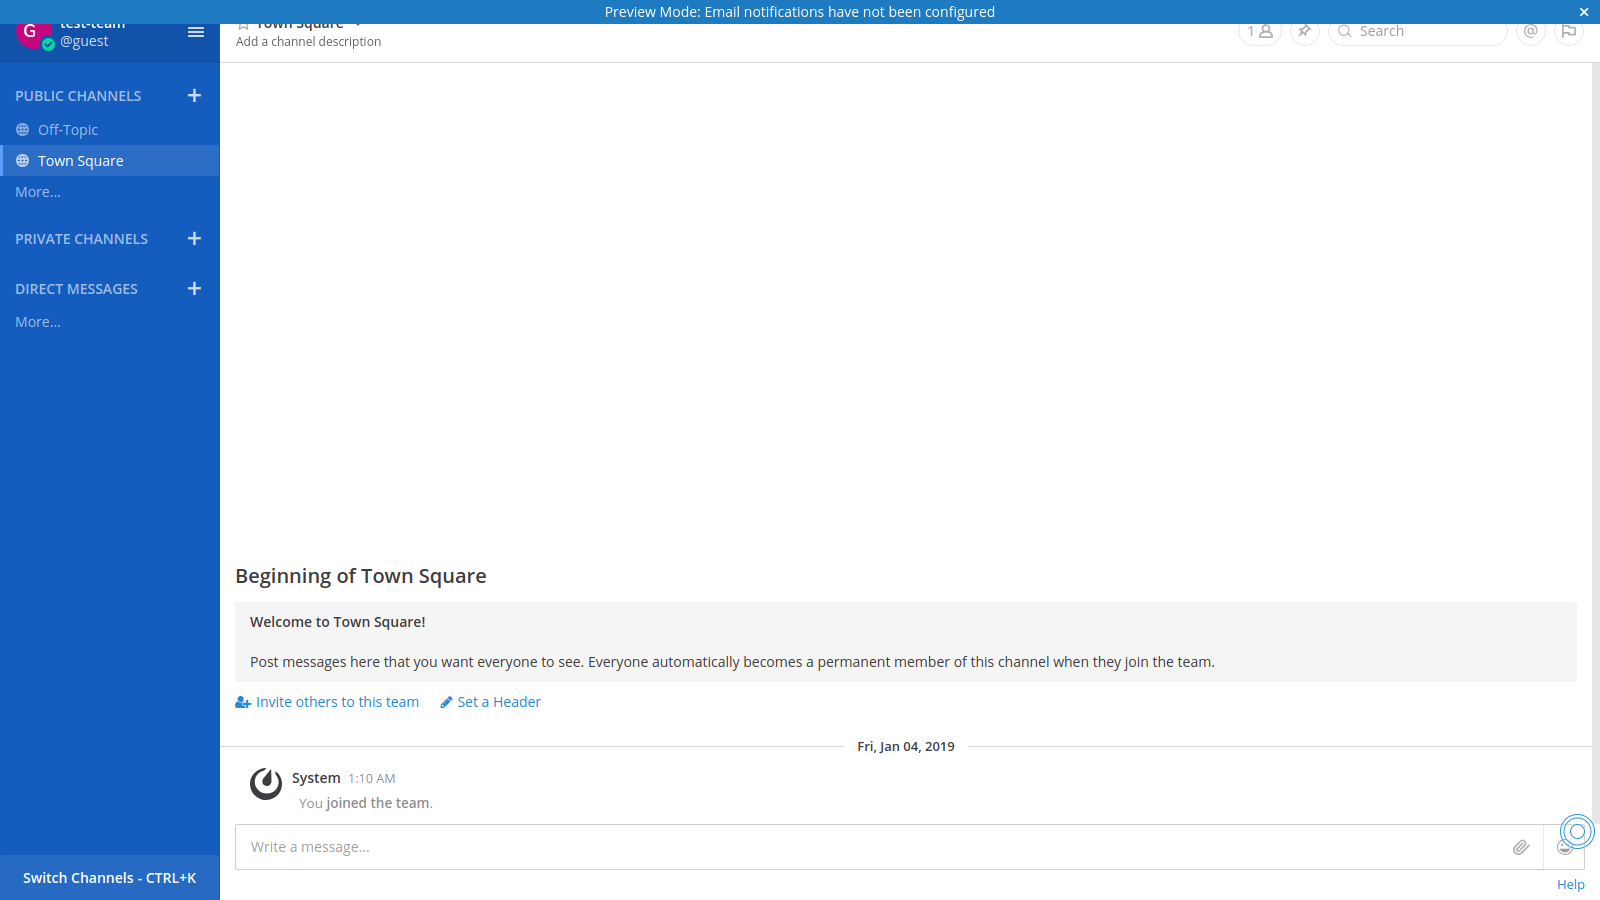 Preview Mode: Email notifications have not been configured
×
G
test-team
@guest
Town Square
Add a channel description
1
Search
@
PUBLIC CHANNELS
+
Off-Topic
Town Square
More...
PRIVATE CHANNELS
+
DIRECT MESSAGES
+
More...
Switch Channels - CTRL+K
Beginning of Town Square
Welcome to Town Square!
Post messages here that you want everyone to see. Everyone automatically becomes a permanent member of this channel when they join the team.
Invite others to this team
Set a Header
Fri, Jan 04, 2019
System 1:10 AM
You joined the team.
Write a message...
Help